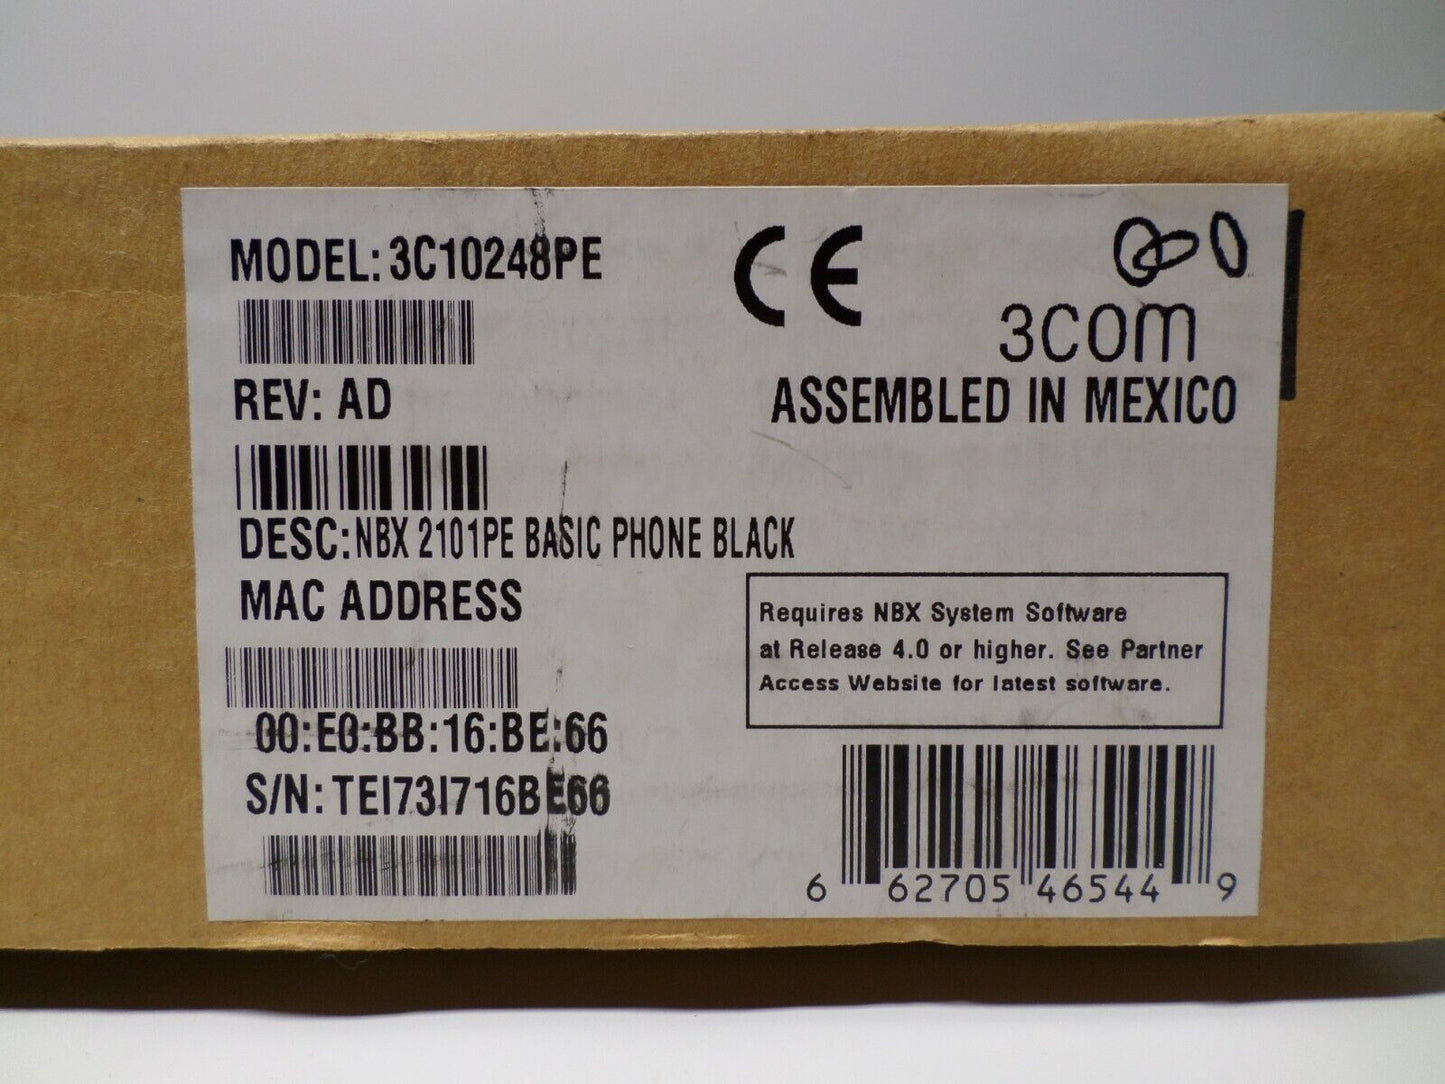 MODEL: 3C10248PE
REV: AD
DESC: NBX 2101PE BASIC PHONE BLACK
MAC ADDRESS
00:E0:BB:16:BE:66
S/N: TEI73I716BE66
CE
3COM
ASSEMBLED IN MEXICO
Requires NBX System Software
at Release 4.0 or higher. See Partner
Access Website for latest software.
6 62705 46544 9